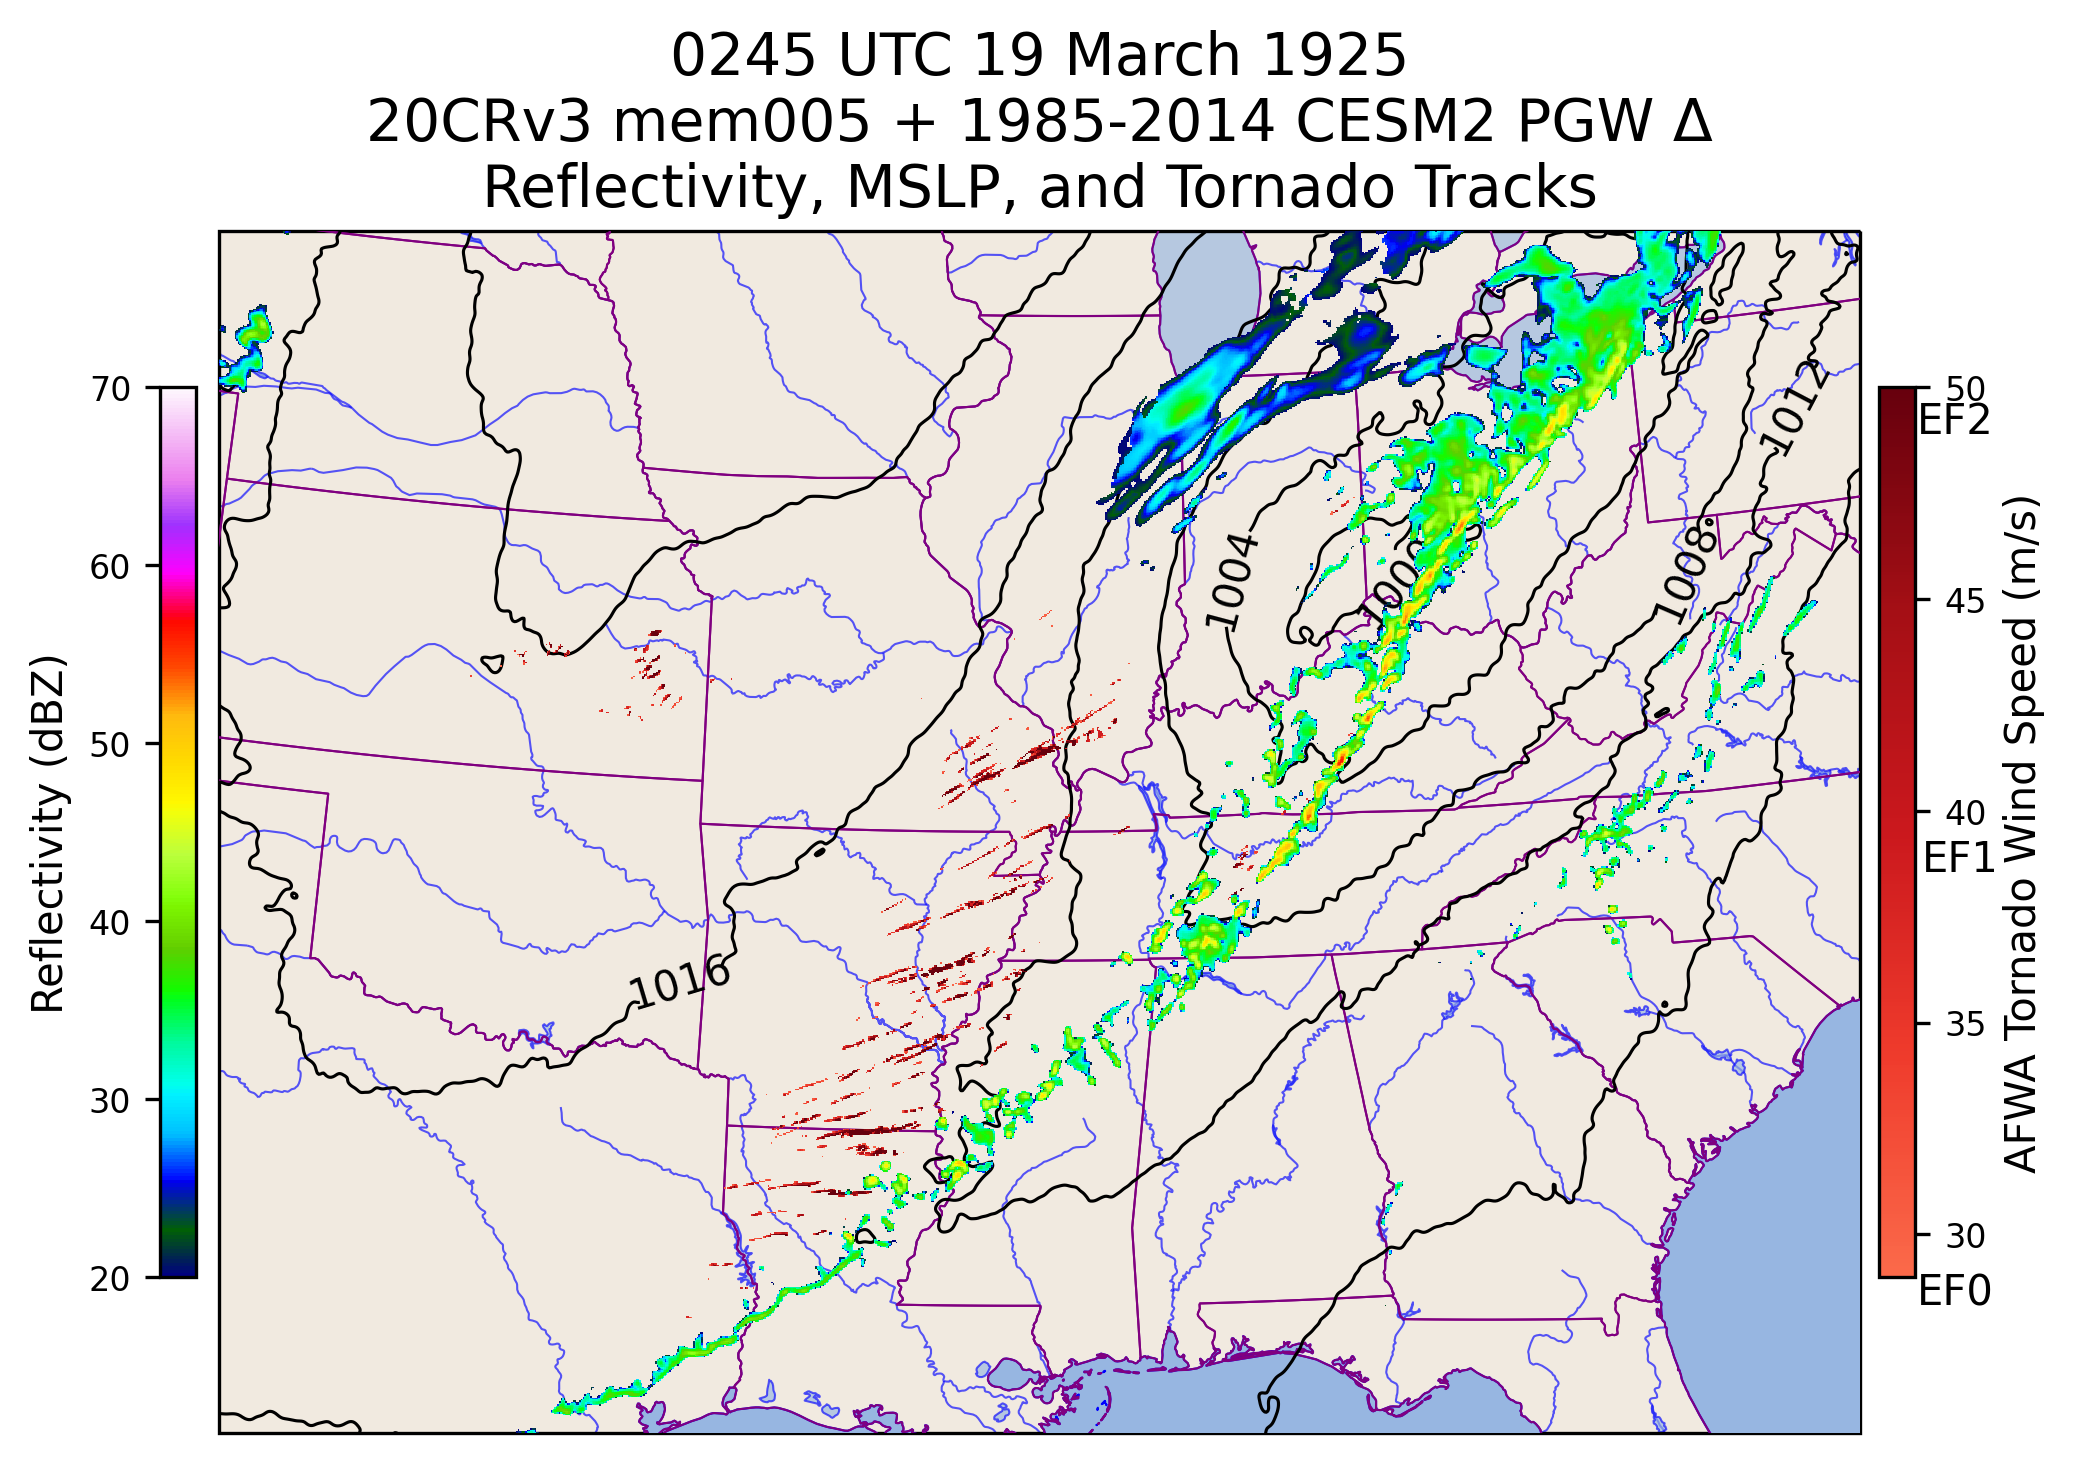 0245 UTC 19 March 1925
20CRv3 mem005 + 1985-2014 CESM2 PGW Δ
Reflectivity, MSLP, and Tornado Tracks
70
60
50
40
30
20
Reflectivity (dBZ)
1012
1004
1008
1016
50
EF2
45
40
EF1
35
30
EF0
AFWA Tornado Wind Speed (m/s)